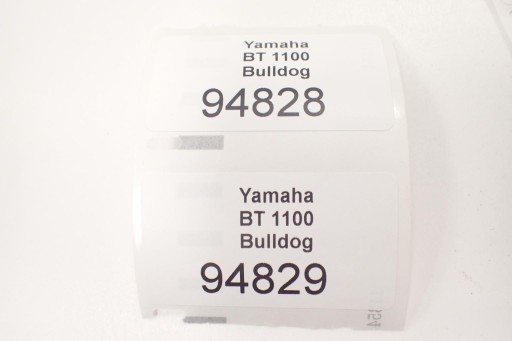 Yamaha
BT 1100
Bulldog
94828
Yamaha
BT 1100
Bulldog
94829